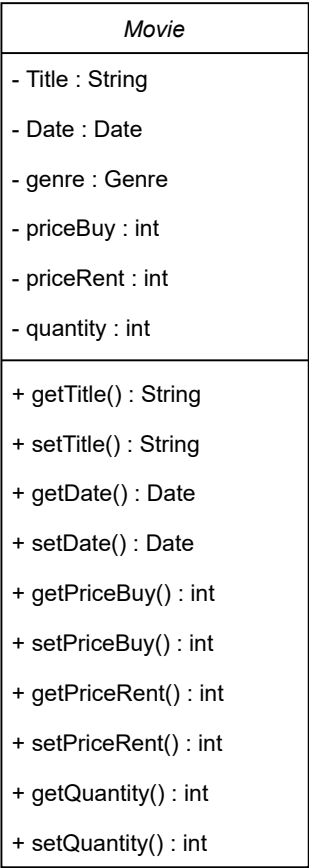 Movie
- Title : String
- Date : Date
- genre : Genre
- priceBuy : int
- priceRent : int
- quantity : int
+ getTitle() : String
+ setTitle() : String
+ getDate() : Date
+ setDate() : Date
+ getPriceBuy() : int
+ setPriceBuy() : int
+ getPriceRent() : int
+ setPriceRent() : int
+ getQuantity() : int
+ setQuantity() : int